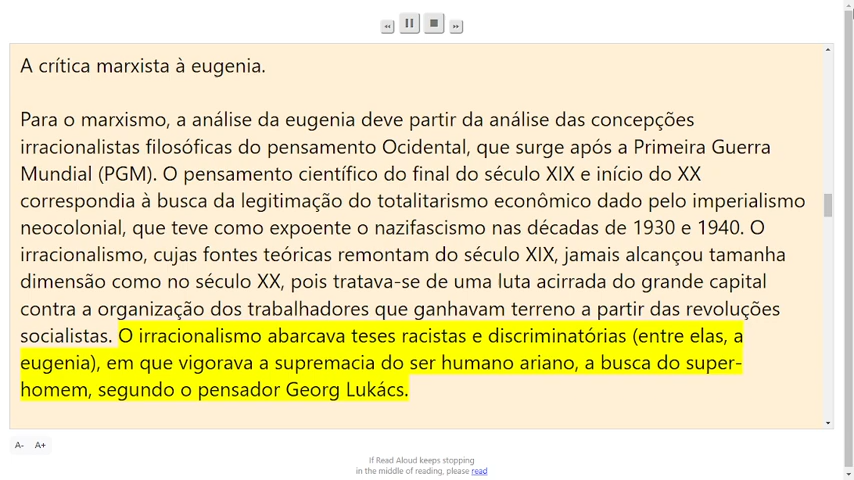 A crítica marxista à eugenia.
Para o marxismo, a análise da eugenia deve partir da análise das concepções
irracionalistas filosóficas do pensamento Ocidental, que surge após a Primeira Guerra
Mundial (PGM). O pensamento científico do final do século XIX e início do XX
correspondia à busca da legitimação do totalitarismo econômico dado pelo imperialismo
neocolonial, que teve como expoente o nazifascismo nas décadas de 1930 e 1940. O
irracionalismo, cujas fontes teóricas remontam do século XIX, jamais alcançou tamanha
dimensão como no século XX, pois tratava-se de uma luta acirrada do grande capital
contra a organização dos trabalhadores que ganhavam terreno a partir das revoluções
socialistas. O irracionalismo abarcava teses racistas e discriminatórias (entre elas, a
eugenia), em que vigorava a supremacia do ser humano ariano, a busca do super-
homem, segundo o pensador Georg Lukács.
A- A+
If Read Aloud keeps stopping
in the middle of reading, please read